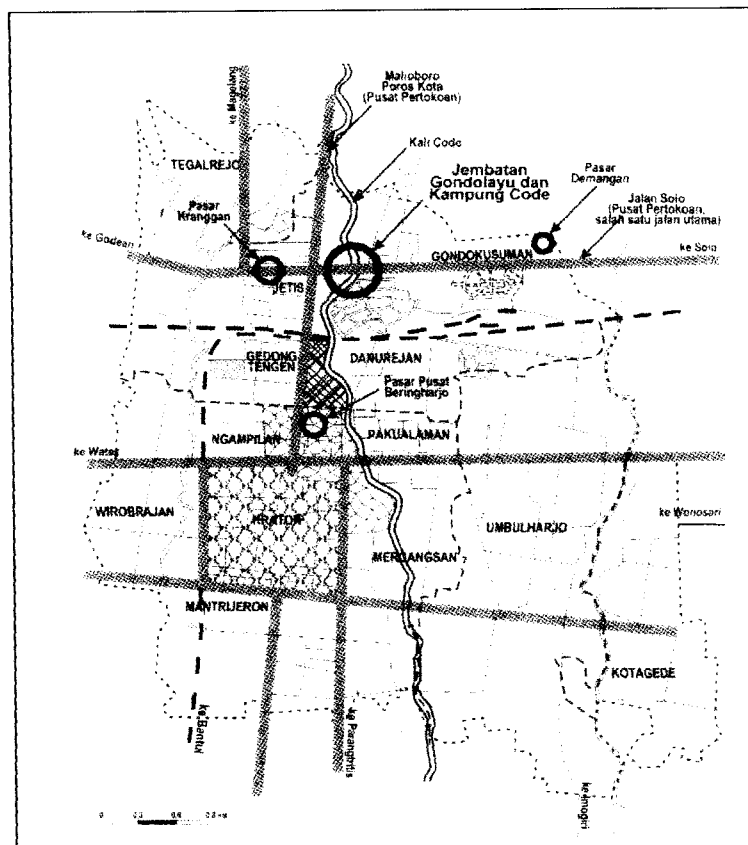 Malioboro
Poros Kota
(Pusat Pertokoan)
ke Magelang
Kali Code
TEGALREJO
Jembatan
Gondolayu dan
Kampung Code
Pasar
Demangan
Jalan Solo
(Pusat Pertokoan,
salah satu jalan utama)
Pasar
Kranggan
ke Godean
GONDOKUSUMAN
ke Solo
JETIS
GEDONG
TENGEN
DANUREJAN
Pasar Pusat
Beringharjo
NGAMPILAN
PAKUALAMAN
ke Wates
WIROBRAJAN
KRATON
UMBULHARJO
ke Wonosari
MERGANGSAN
MANTRIJERON
KOTAGEDE
ke Bantul
ke Parangtritis
ke Imogiri
0